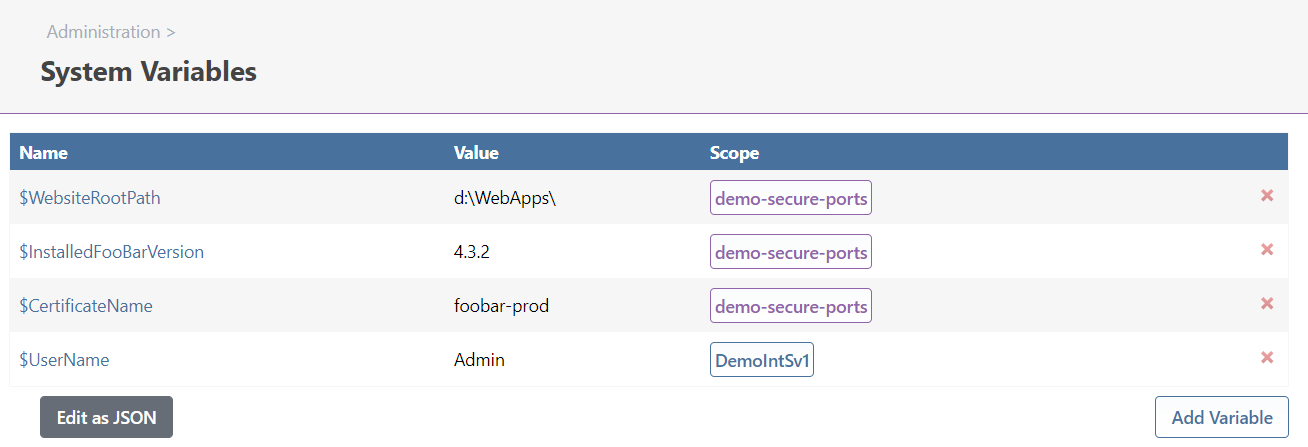 Administration >
System Variables
Name Value Scope
$WebsiteRootPath d:\WebApps\ demo-secure-ports
$InstalledFooBarVersion 4.3.2 demo-secure-ports
$CertificateName foobar-prod demo-secure-ports
$UserName Admin DemoIntSv1
Edit as JSON Add Variable